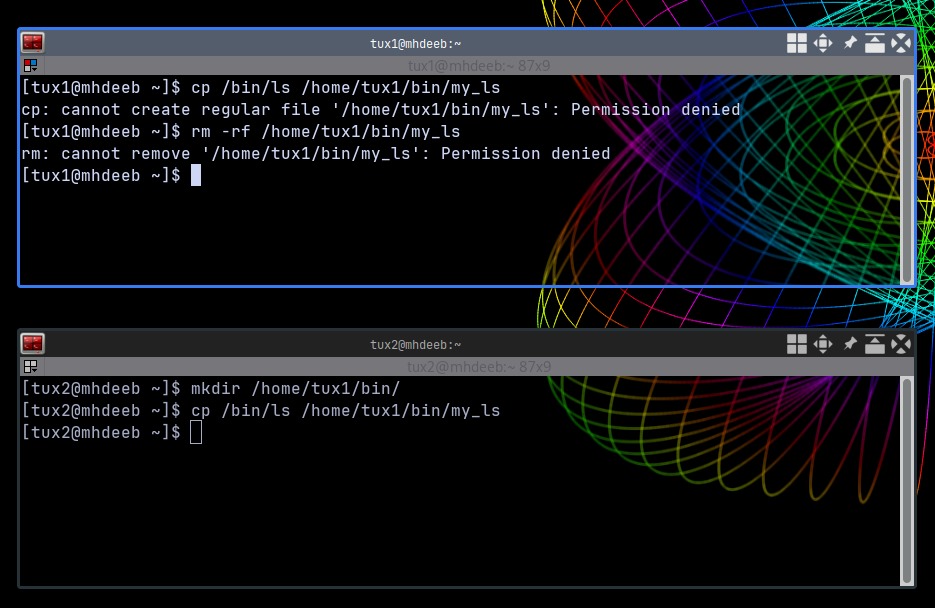 tux1@mhdeeb:~
tux1@mhdeeb:~ 87x9
[tux1@mhdeeb ~]$ cp /bin/ls /home/tux1/bin/my_ls
cp: cannot create regular file '/home/tux1/bin/my_ls': Permission denied
[tux1@mhdeeb ~]$ rm -rf /home/tux1/bin/my_ls
rm: cannot remove '/home/tux1/bin/my_ls': Permission denied
[tux1@mhdeeb ~]$
tux2@mhdeeb:~
tux2@mhdeeb:~ 87x9
[tux2@mhdeeb ~]$ mkdir /home/tux1/bin/
[tux2@mhdeeb ~]$ cp /bin/ls /home/tux1/bin/my_ls
[tux2@mhdeeb ~]$